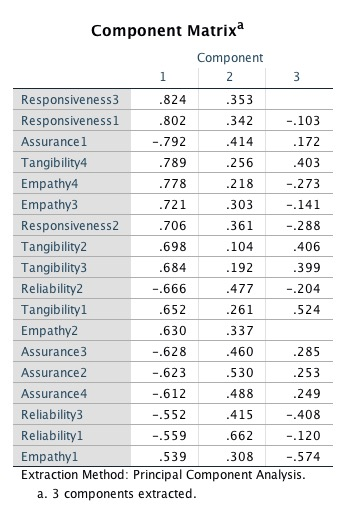 Component Matrixa
Component
1 2 3
Responsiveness3 .824 .353
Responsiveness1 .802 .342 -.103
Assurance1 -.792 .414 .172
Tangibility4 .789 .256 .403
Empathy4 .778 .218 -.273
Empathy3 .721 .303 -.141
Responsiveness2 .706 .361 -.288
Tangibility2 .698 .104 .406
Tangibility3 .684 .192 .399
Reliability2 -.666 .477 -.204
Tangibility1 .652 .261 .524
Empathy2 .630 .337
Assurance3 -.628 .460 .285
Assurance2 -.623 .530 .253
Assurance4 -.612 .488 .249
Reliability3 -.552 .415 -.408
Reliability1 -.559 .662 -.120
Empathy1 .539 .308 -.574
Extraction Method: Principal Component Analysis.
a. 3 components extracted.